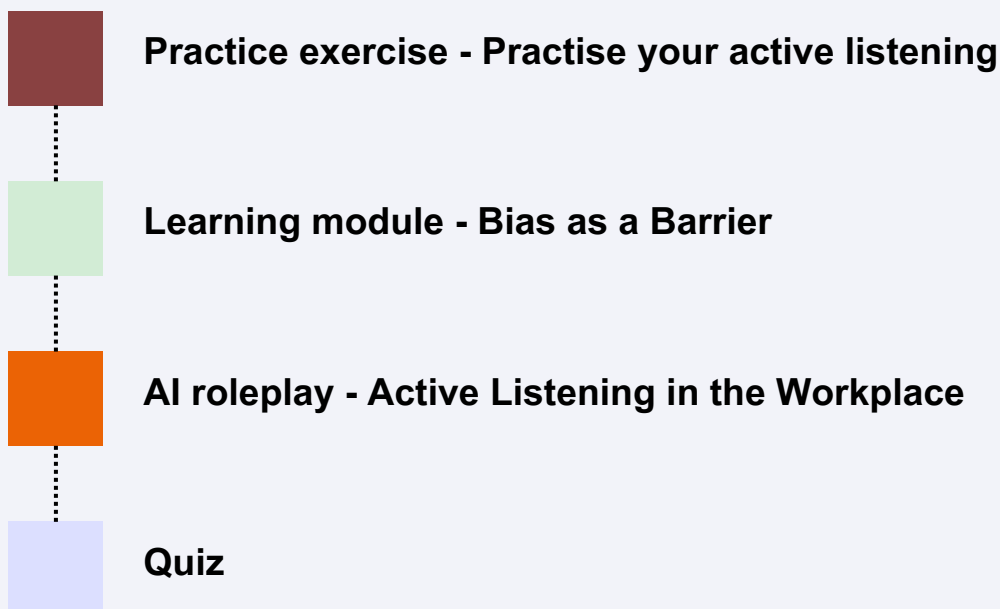 Practice exercise - Practise your active listening
Learning module - Bias as a Barrier
AI roleplay - Active Listening in the Workplace
Quiz